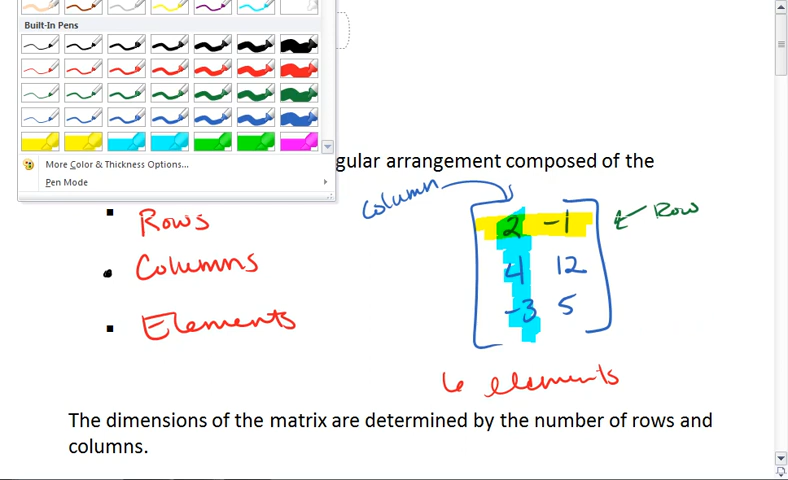 Built-In Pens
More Color & Thickness Options...
Pen Mode
gular arrangement composed of the
column
Rows
2 -1
Row
Columns
4 12
-3 5
Elements
6 elements
The dimensions of the matrix are determined by the number of rows and
columns.